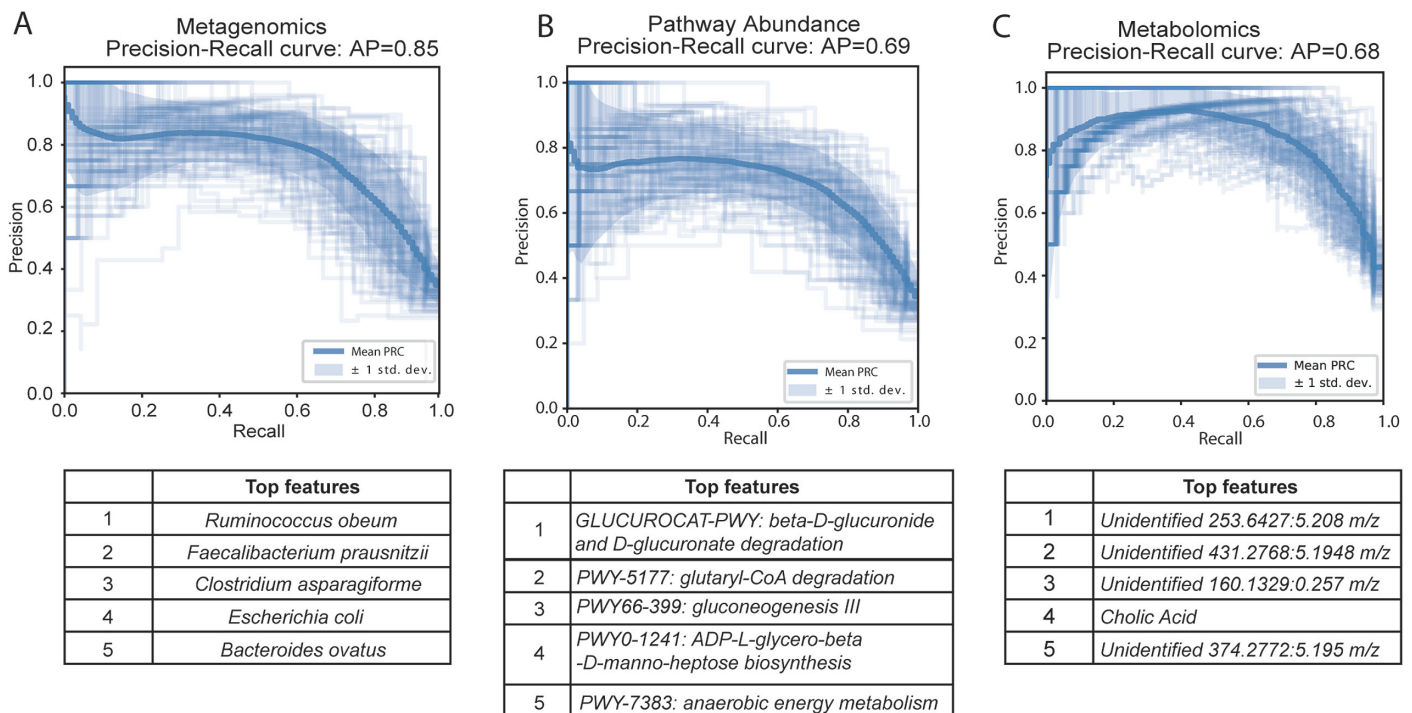 A
Metagenomics
Precision-Recall curve: AP=0.85
1.0
0.8
0.6
0.4
0.2
0.0
Precision
Mean PRC
± 1 std. dev.
0.0 0.2 0.4 0.6 0.8 1.0
Recall
Top features
1 Ruminococcus obeum
2 Faecalibacterium prausnitzii
3 Clostridium asparagiforme
4 Escherichia coli
5 Bacteroides ovatus
B
Pathway Abundance
Precision-Recall curve: AP=0.69
1.0
0.8
0.6
0.4
0.2
0.0
Precision
Mean PRC
± 1 std. dev.
0.0 0.2 0.4 0.6 0.8 1.0
Recall
Top features
1 GLUCUROCAT-PWY: beta-D-glucuronide
and D-glucuronate degradation
2 PWY-5177: glutaryl-CoA degradation
3 PWY66-399: gluconeogenesis III
4 PWY0-1241: ADP-L-glycero-beta
-D-manno-heptose biosynthesis
5 PWY-7383: anaerobic energy metabolism
C
Metabolomics
Precision-Recall curve: AP=0.68
1.0
0.8
0.6
0.4
0.2
0.0
Precision
Mean PRC
± 1 std. dev.
0.0 0.2 0.4 0.6 0.8 1.0
Recall
Top features
1 Unidentified 253.6427:5.208 m/z
2 Unidentified 431.2768:5.1948 m/z
3 Unidentified 160.1329:0.257 m/z
4 Cholic Acid
5 Unidentified 374.2772:5.195 m/z